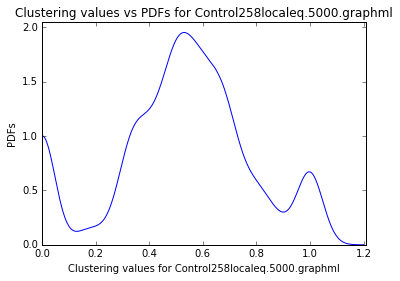 Clustering values vs PDFs for Control258localeq.5000.graphml
2.0
1.5
PDFs
1.0
0.5
0.0
0.0 0.2 0.4 0.6 0.8 1.0 1.2
Clustering values for Control258localeq.5000.graphml